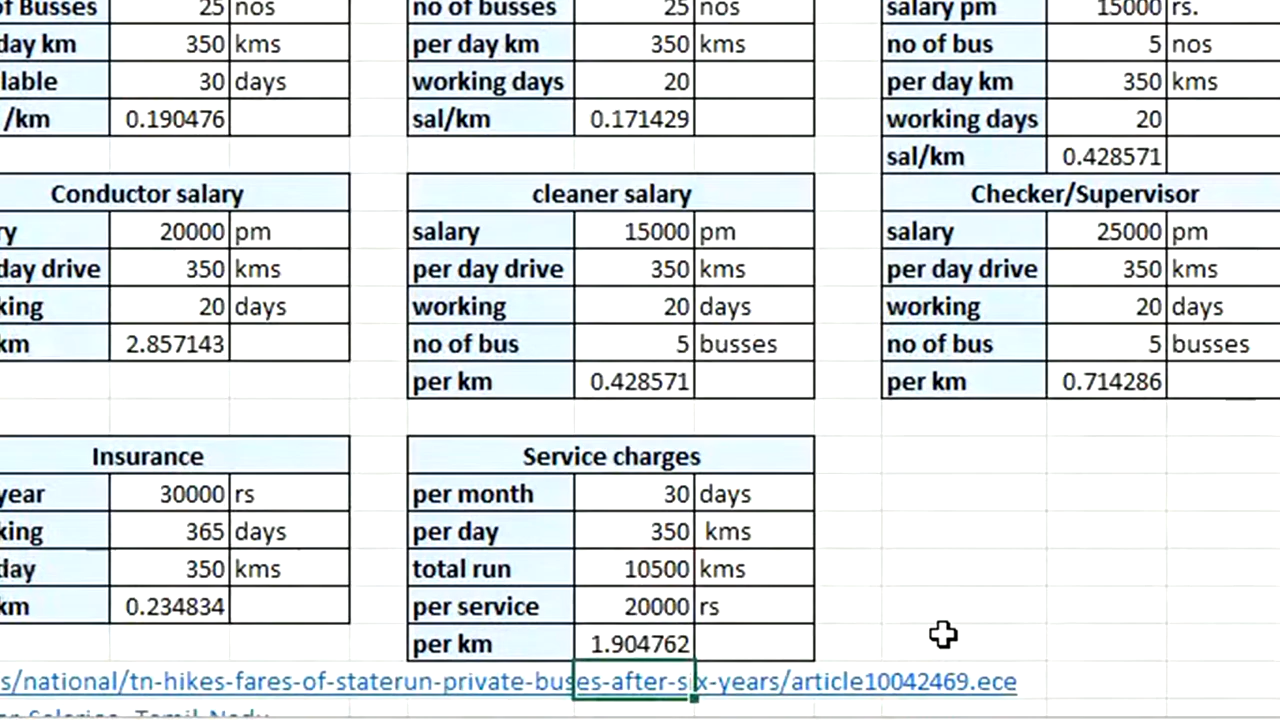 of Busses 25 nos no of busses 25 nos salary pm 15000 rs.
day km 350 kms per day km 350 kms no of bus 5 nos
lable 30 days working days 20 per day km 350 kms
/km 0.190476 sal/km 0.171429 working days 20
sal/km 0.428571
Conductor salary cleaner salary Checker/Supervisor
ry 20000 pm salary 15000 pm salary 25000 pm
day drive 350 kms per day drive 350 kms per day drive 350 kms
king 20 days working 20 days working 20 days
km 2.857143 no of bus 5 busses no of bus 5 busses
per km 0.428571 per km 0.714286
Insurance Service charges
year 30000 rs per month 30 days
king 365 days per day 350 kms
day 350 kms total run 10500 kms
km 0.234834 per service 20000 rs
per km 1.904762
s/national/tn-hikes-fares-of-staterun-private-buses-after-six-years/article10042469.ece